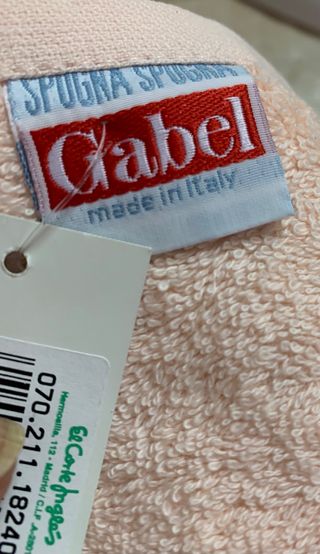 SPUGNA SPUGNA
Gabel
made in Italy
El Corte Inglés
Hermosilla, 112 - Madrid / C.I.F.
070.211.18240